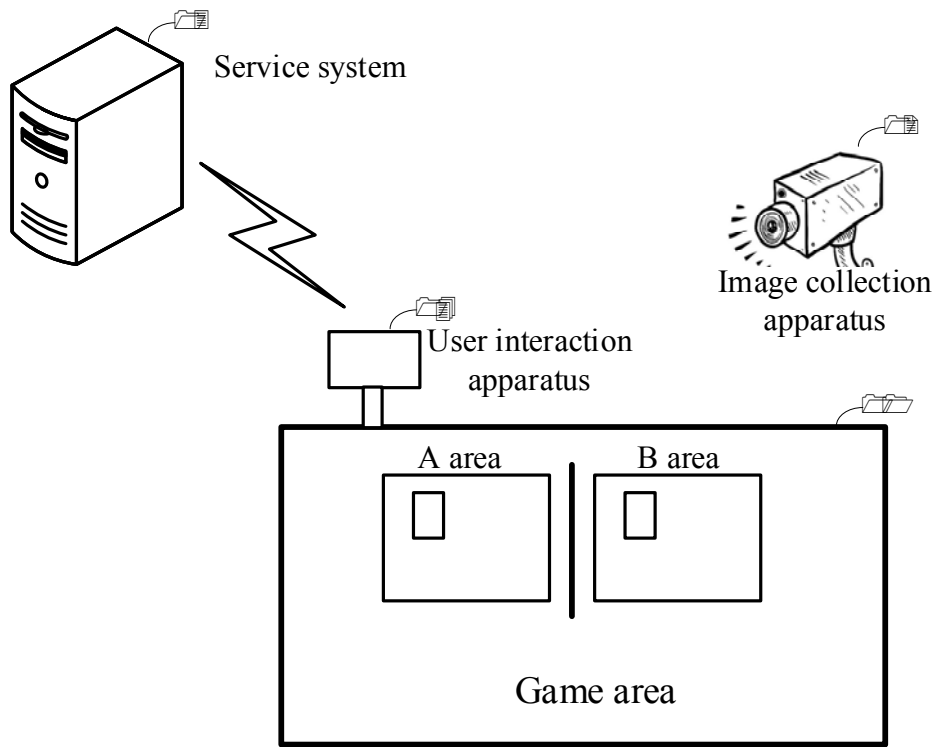 Service system
Image collection
apparatus
User interaction
apparatus
A area
B area
Game area